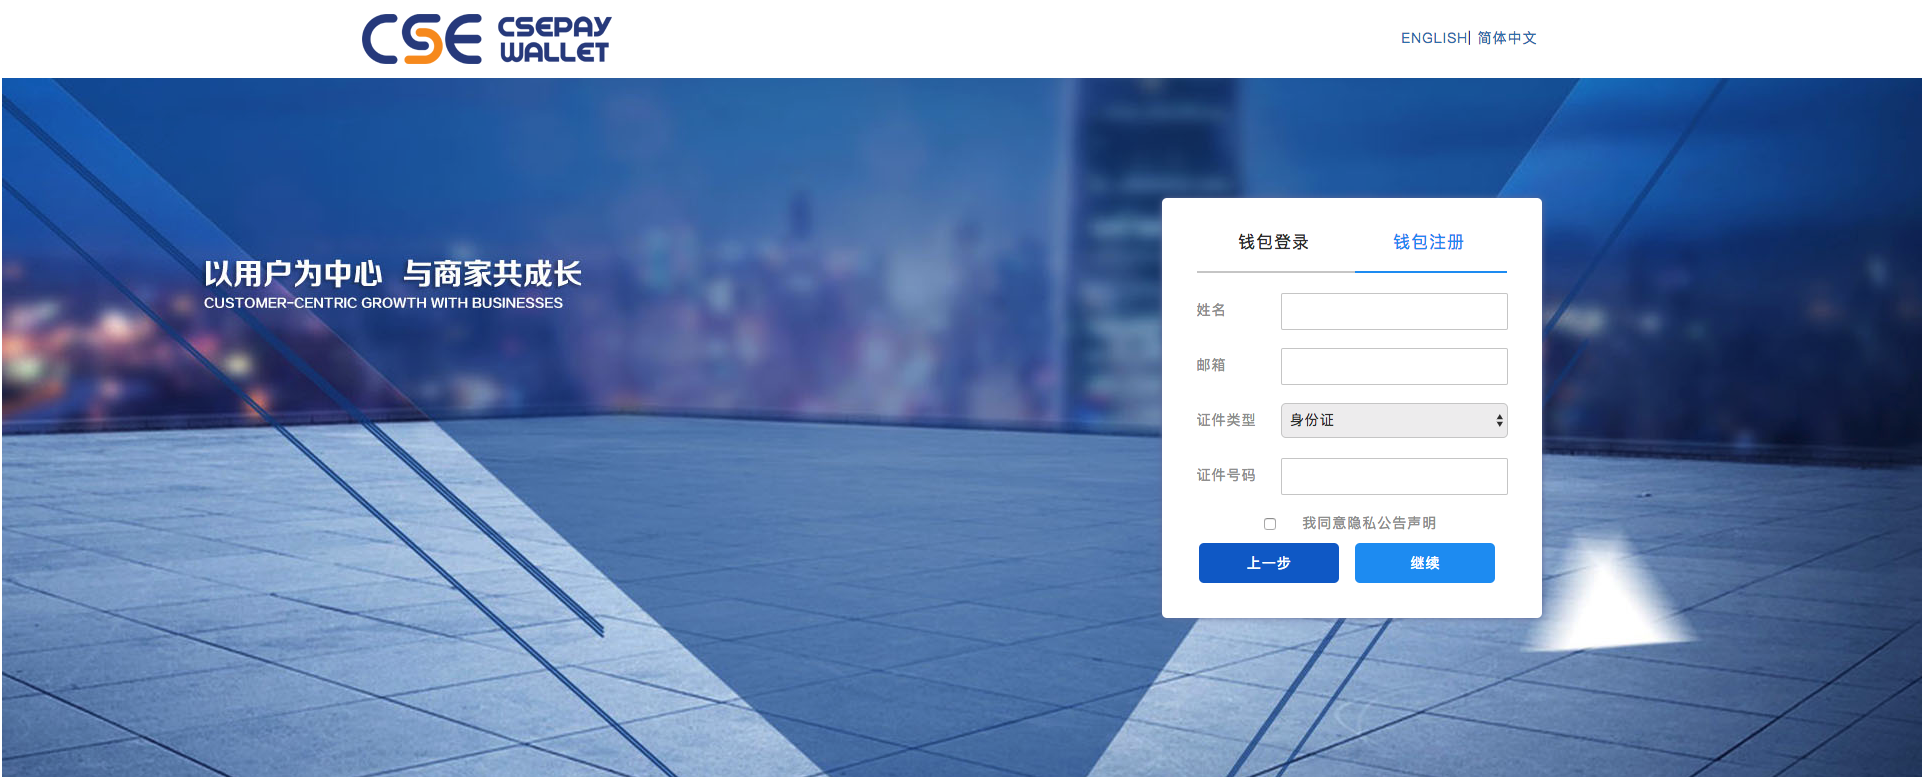 CSE CSEPAY
WALLET
ENGLISH| 简体中文
以用户为中心 与商家共成长
CUSTOMER-CENTRIC GROWTH WITH BUSINESSES
钱包登录 钱包注册
姓名
邮箱
证件类型 身份证
证件号码
我同意隐私公告声明
上一步 继续